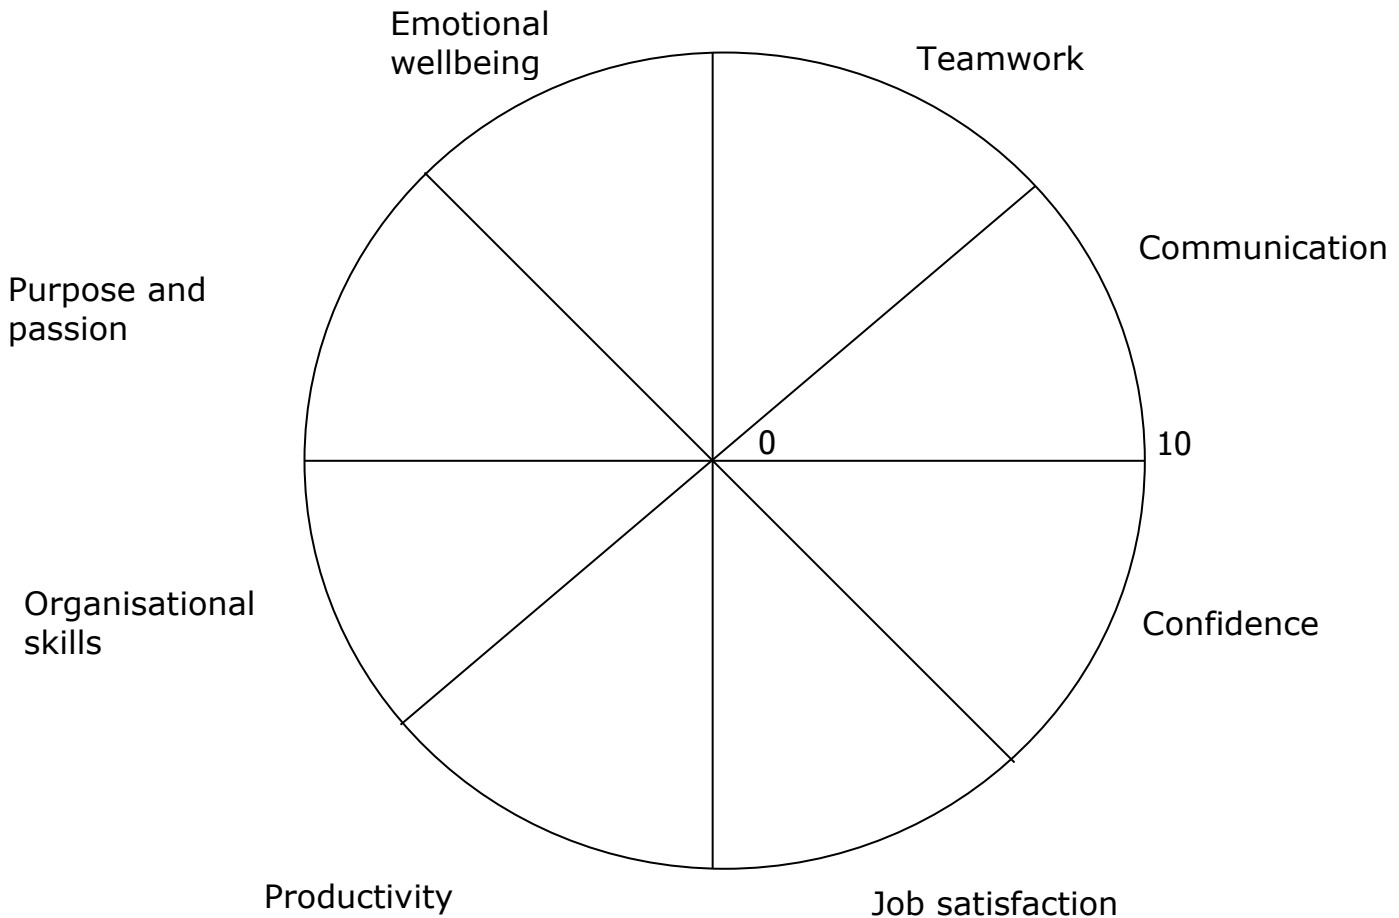 Emotional
wellbeing
Teamwork
Communication
Purpose and
passion
0
10
Organisational
skills
Confidence
Productivity
Job satisfaction